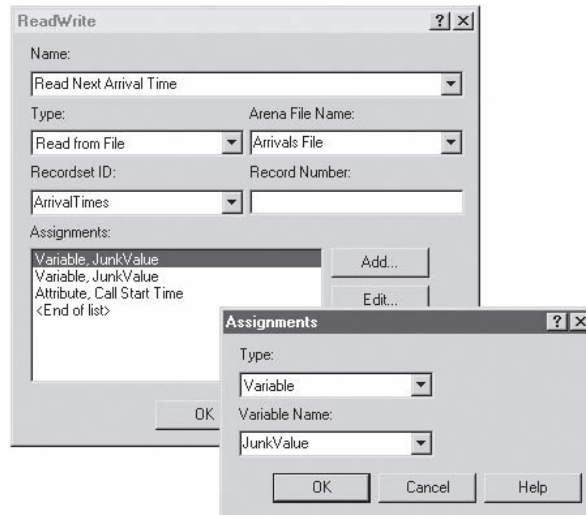 ReadWrite ? ×
Name:
Read Next Arrival Time
Type: Arena File Name:
Read from File Arrivals File
Recordset ID: Record Number:
ArrivalTimes
Assignments:
Variable, JunkValue
Variable, JunkValue
Attribute, Call Start Time
<End of list>
Add...
Edit...
OK
Assignments ? ×
Type:
Variable
Variable Name:
JunkValue
OK Cancel Help